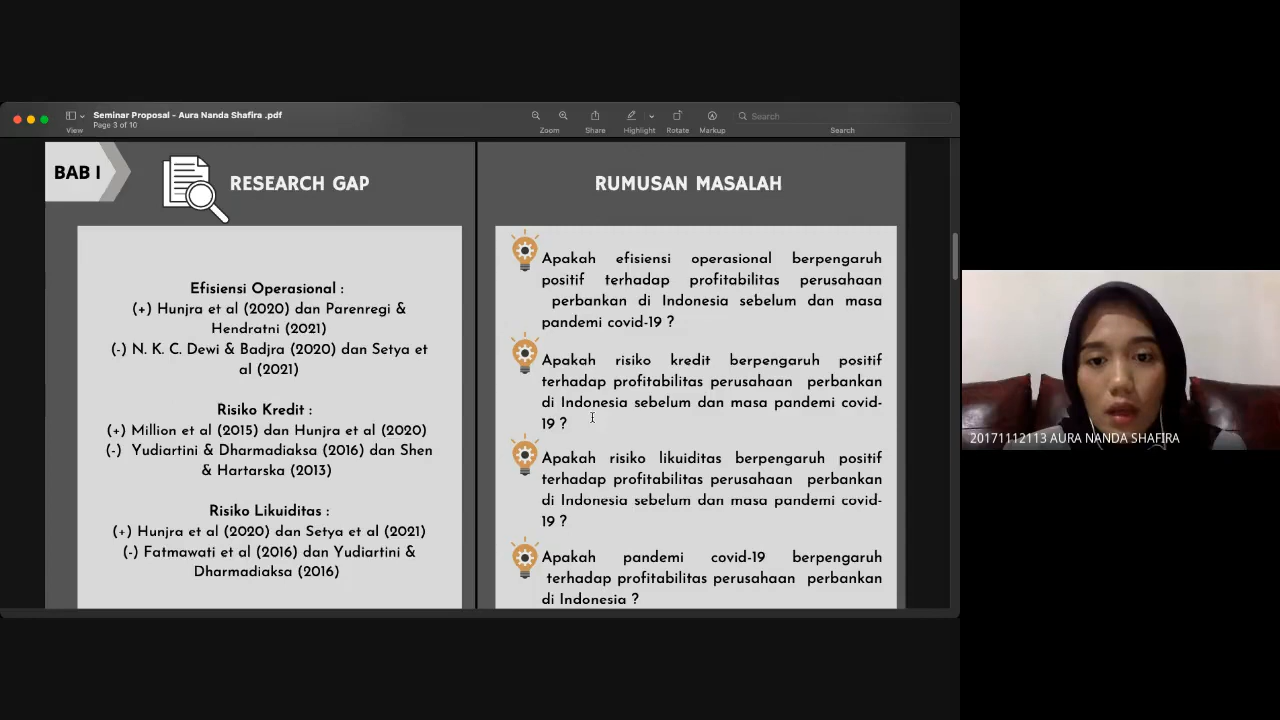 Seminar Proposal - Aura Nanda Shafira .pdf
Page 3 of 10
View
Zoom
Share
Highlight
Rotate
Markup
Search
Search
BAB I
RESEARCH GAP
Efisiensi Operasional :
(+) Hunjra et al (2020) dan Parenregi &
Hendratni (2021)
(-) N. K. C. Dewi & Badjra (2020) dan Setya et
al (2021)
Risiko Kredit :
(+) Million et al (2015) dan Hunjra et al (2020)
(-) Yudiartini & Dharmadiaksa (2016) dan Shen
& Hartarska (2013)
Risiko Likuiditas :
(+) Hunjra et al (2020) dan Setya et al (2021)
(-) Fatmawati et al (2016) dan Yudiartini &
Dharmadiaksa (2016)
RUMUSAN MASALAH
Apakah efisiensi operasional berpengaruh
positif terhadap profitabilitas perusahaan
perbankan di Indonesia sebelum dan masa
pandemi covid-19 ?
Apakah risiko kredit berpengaruh positif
terhadap profitabilitas perusahaan perbankan
di Indonesia sebelum dan masa pandemi covid-
19 ?
Apakah risiko likuiditas berpengaruh positif
terhadap profitabilitas perusahaan perbankan
di Indonesia sebelum dan masa pandemi covid-
19 ?
Apakah pandemi covid-19 berpengaruh
terhadap profitabilitas perusahaan perbankan
di Indonesia ?
20171112113 AURA NANDA SHAFIRA